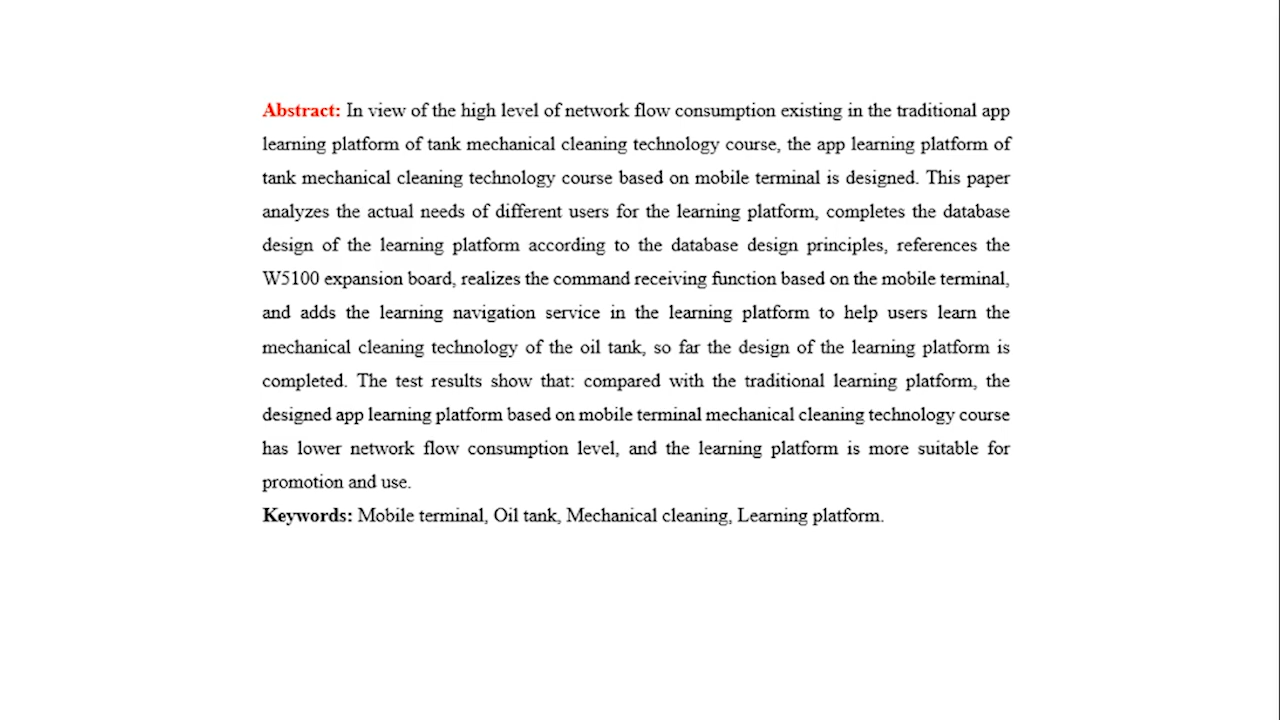 Abstract: In view of the high level of network flow consumption existing in the traditional app
learning platform of tank mechanical cleaning technology course, the app learning platform of
tank mechanical cleaning technology course based on mobile terminal is designed. This paper
analyzes the actual needs of different users for the learning platform, completes the database
design of the learning platform according to the database design principles, references the
W5100 expansion board, realizes the command receiving function based on the mobile terminal,
and adds the learning navigation service in the learning platform to help users learn the
mechanical cleaning technology of the oil tank, so far the design of the learning platform is
completed. The test results show that: compared with the traditional learning platform, the
designed app learning platform based on mobile terminal mechanical cleaning technology course
has lower network flow consumption level, and the learning platform is more suitable for
promotion and use.
Keywords: Mobile terminal, Oil tank, Mechanical cleaning, Learning platform.